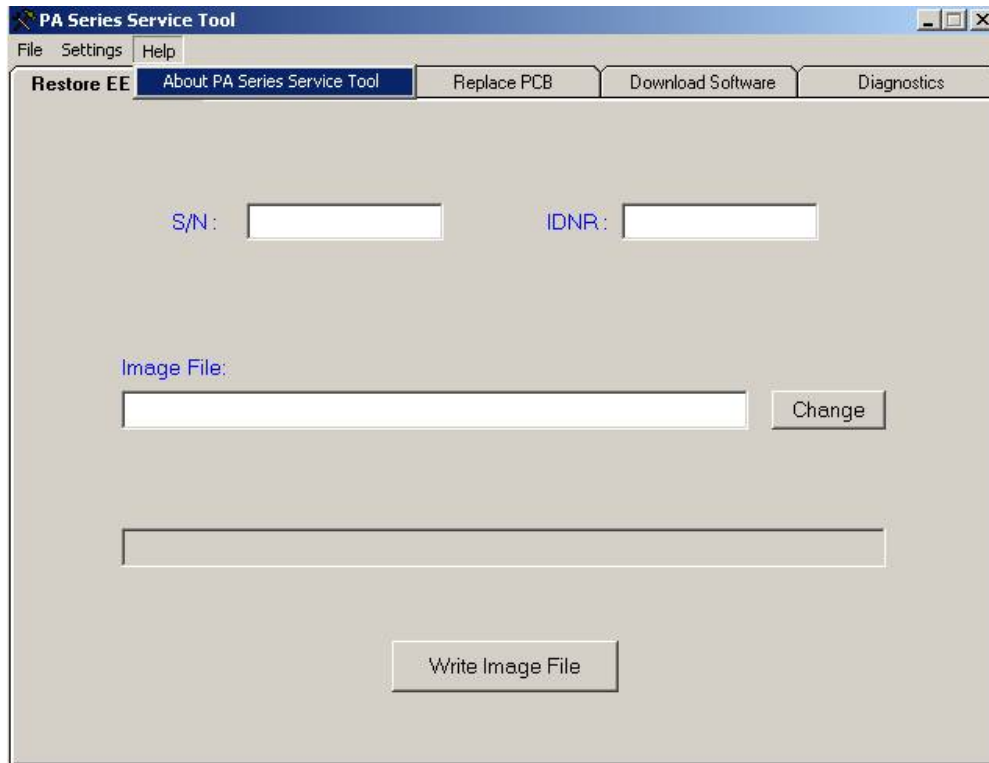 PA Series Service Tool
File Settings Help
About PA Series Service Tool
Restore EE Replace PCB Download Software Diagnostics
S/N : IDNR :
Image File:
Change
Write Image File